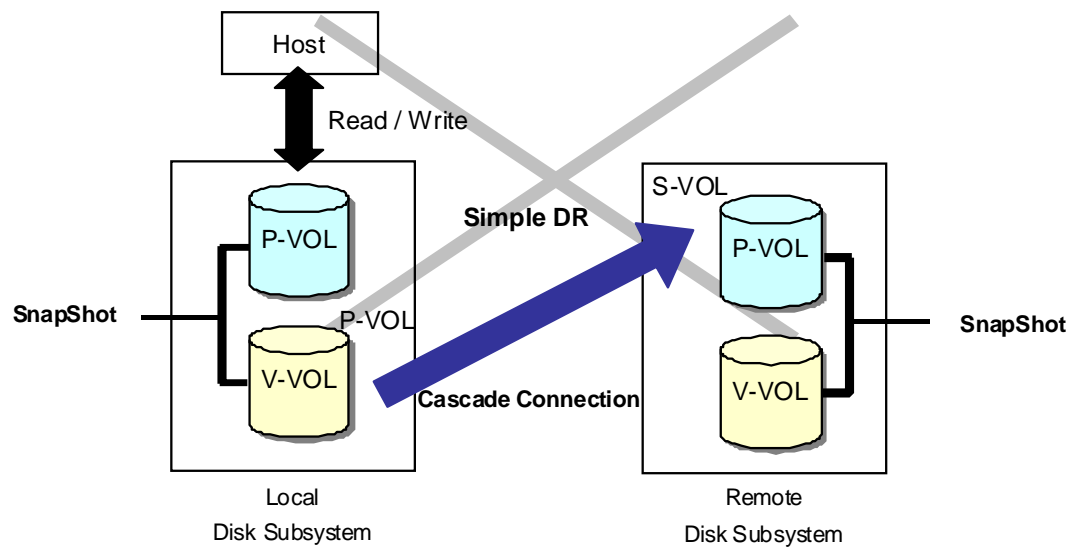 Host
Read / Write
S-VOL
P-VOL
Simple DR
P-VOL
SnapShot
P-VOL
SnapShot
V-VOL
V-VOL
Cascade Connection
Local
Disk Subsystem
Remote
Disk Subsystem